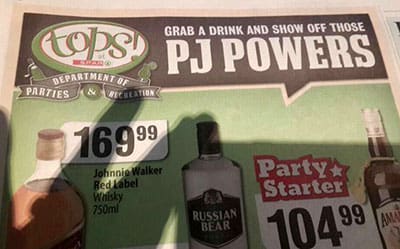 tops!
at
SPAR
DEPARTMENT OF
PARTIES & RECREATION
GRAB A DRINK AND SHOW OFF THOSE
PJ POWERS
169 99
Johnnie Walker
Red Label
Whisky
750ml
RUSSIAN
BEAR
Party
Starter
104 99